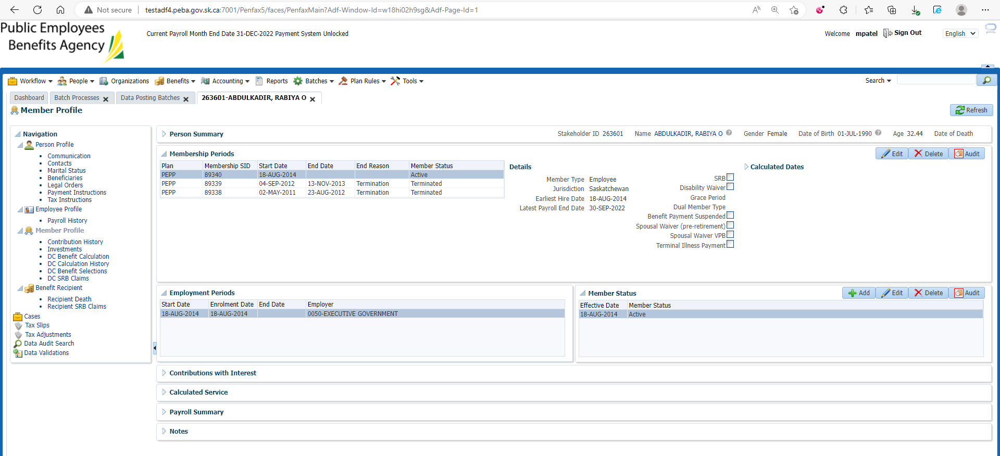 Not secure | testadf4.peba.gov.sk.ca:7001/Penfax5/faces/PenfaxMain?Adf-Window-Id=w18hi02h9sg&Adf-Page-Id=1
Public Employees
Benefits Agency
Current Payroll Month End Date 31-DEC-2022 Payment System Unlocked
Welcome mpatel Sign Out English
Workflow People Organizations Benefits Accounting Reports Batches Plan Rules Tools Search
Dashboard Batch Processes Data Posting Batches 263601-ABDULKADIR, RABIYA O
Member Profile
Refresh
Navigation
Person Profile
Communication
Contacts
Marital Status
Beneficiaries
Legal Orders
Payment Instructions
Tax Instructions
Employee Profile
Payroll History
Member Profile
Contribution History
Investments
DC Benefit Calculation
DC Calculation History
DC Benefit Selections
DC SRB Claims
Benefit Recipient
Recipient Death
Recipient SRB Claims
Cases
Tax Slips
Tax Adjustments
Data Audit Search
Data Validations
Person Summary
Stakeholder ID 263601 Name ABDULKADIR, RABIYA O Gender Female Date of Birth 01-JUL-1990 Age 32.44 Date of Death
Membership Periods
Edit Delete Audit
Plan Membership SID Start Date End Date End Reason Member Status
PEPP 89340 18-AUG-2014 Active
PEPP 89339 04-SEP-2012 13-NOV-2013 Termination Terminated
PEPP 89338 02-MAY-2011 23-AUG-2012 Termination Terminated
Details
Member Type Employee
Jurisdiction Saskatchewan
Earliest Hire Date 18-AUG-2014
Latest Payroll End Date 30-SEP-2022
SRB
Disability Waiver
Grace Period
Dual Member Type
Benefit Payment Suspended
Spousal Waiver (pre-retirement)
Spousal Waiver VPB
Terminal Illness Payment
Calculated Dates
Employment Periods
Start Date Enrolment Date End Date Employer
18-AUG-2014 18-AUG-2014 0050-EXECUTIVE GOVERNMENT
Member Status
Add Edit Delete Audit
Effective Date Member Status
18-AUG-2014 Active
Contributions with Interest
Calculated Service
Payroll Summary
Notes